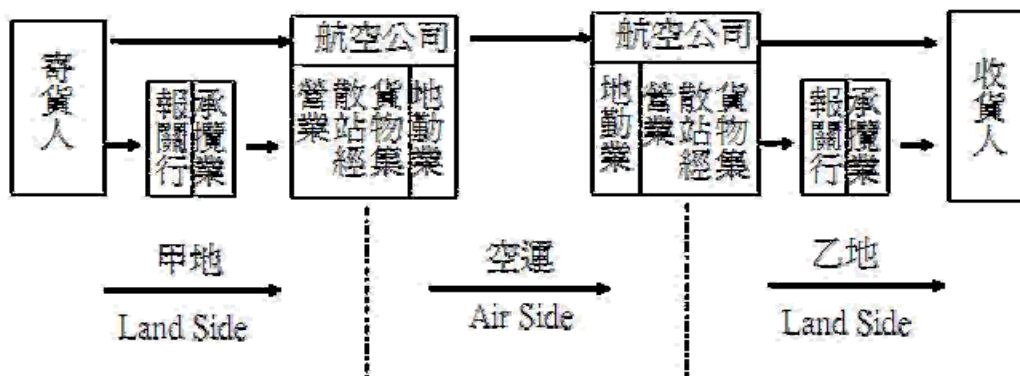 寄貨人
報關行
承攬業
航空公司
貨物集
散站經
營業
地勤業
航空公司
地勤業
貨物集
散站經
營業
報關行
承攬業
收貨人
甲地
Land Side
空運
Air Side
乙地
Land Side